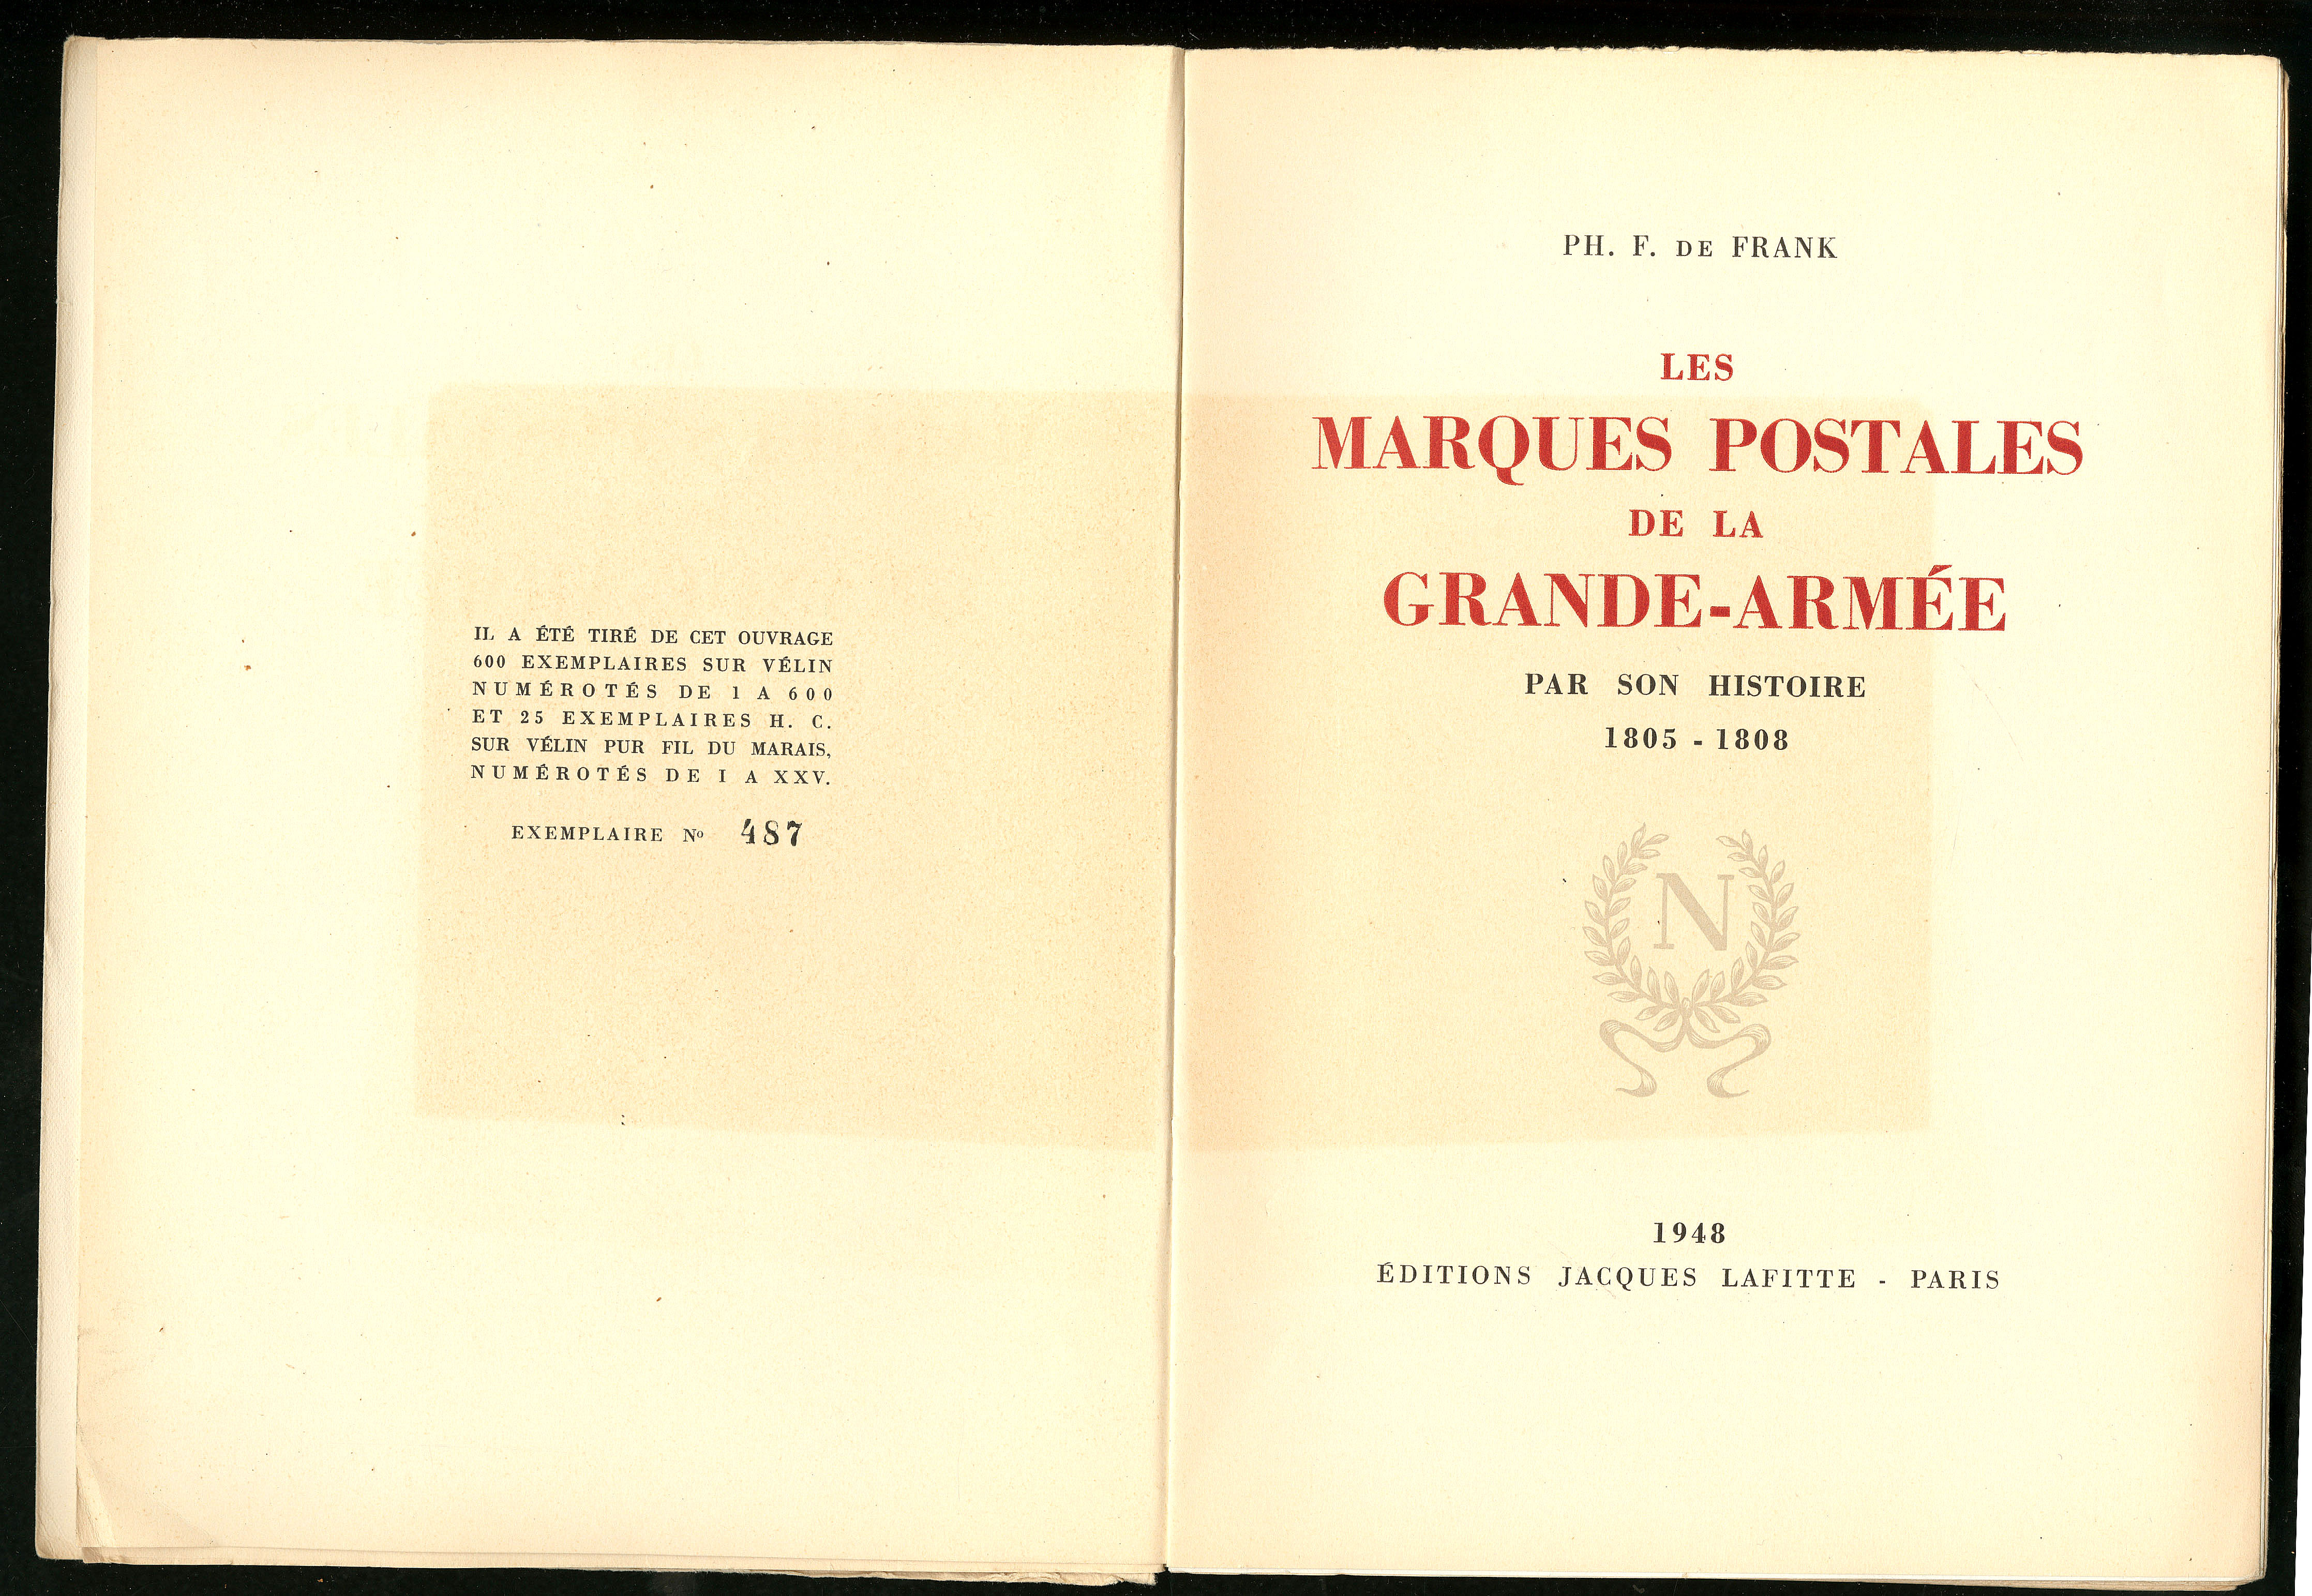 IL A ÉTÉ TIRÉ DE CET OUVRAGE
600 EXEMPLAIRES SUR VÉLIN
NUMÉROTÉS DE 1 A 600
ET 25 EXEMPLAIRES H. C.
SUR VÉLIN PUR FIL DU MARAIS,
NUMÉROTÉS DE I A XXV.
EXEMPLAIRE Nº 487
PH. F. DE FRANK
LES
MARQUES POSTALES
DE LA
GRANDE-ARMÉE
PAR SON HISTOIRE
1805 - 1808
N
1948
ÉDITIONS JACQUES LAFITTE - PARIS